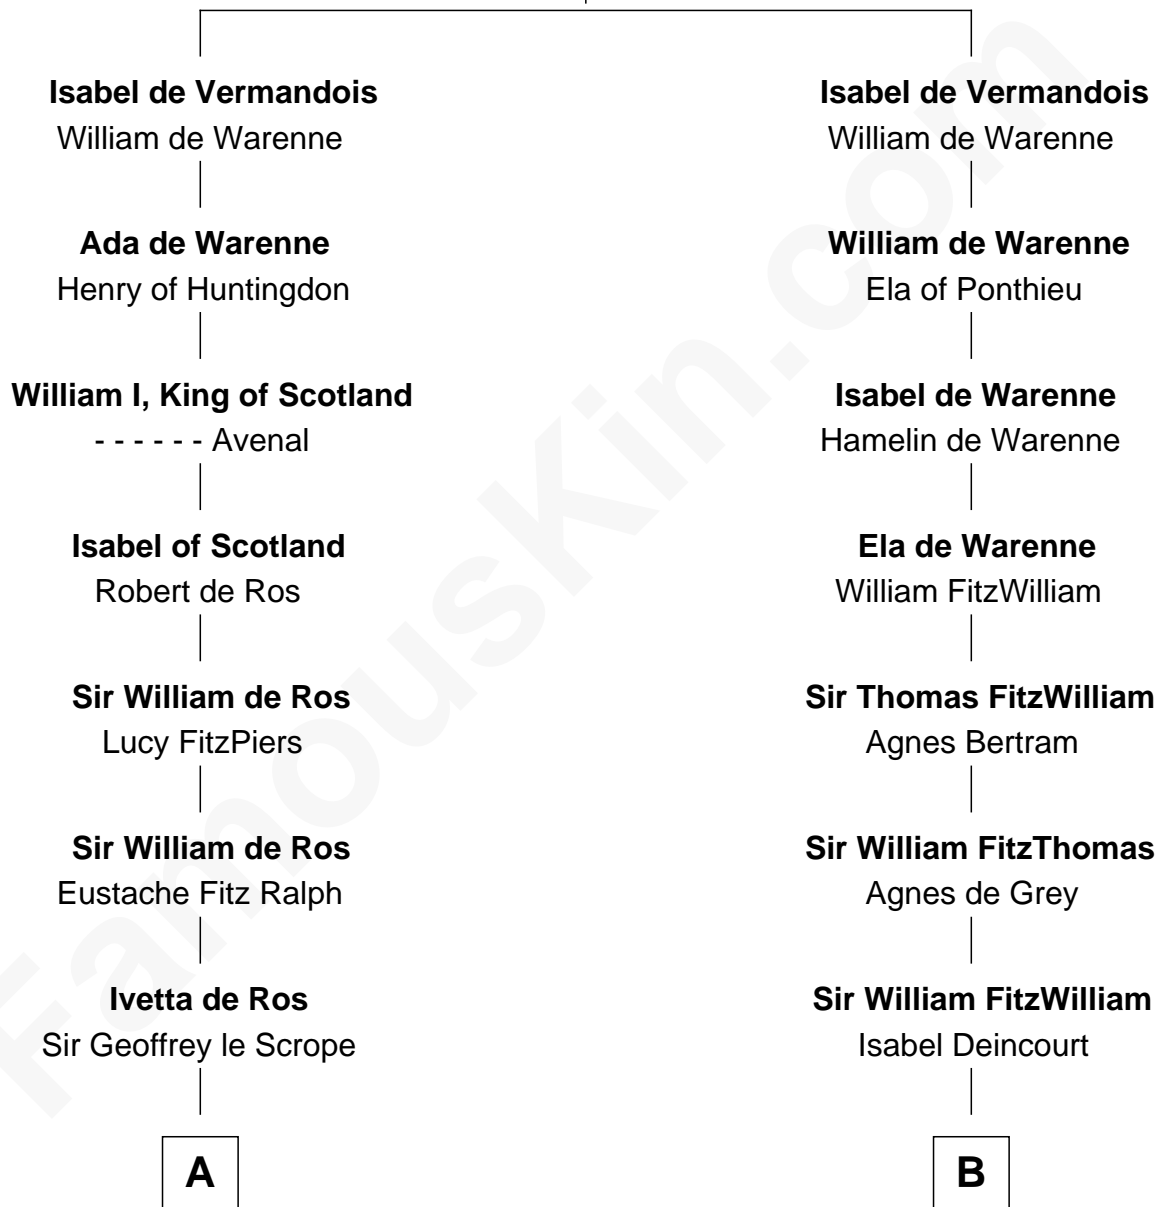 Isabel de Vermandois
William de Warenne
Ada de Warenne
Henry of Huntingdon
William I, King of Scotland
- - - - - - Avenal
Isabel of Scotland
Robert de Ros
Sir William de Ros
Lucy FitzPiers
Sir William de Ros
Eustache Fitz Ralph
Ivetta de Ros
Sir Geoffrey le Scrope
A
Isabel de Vermandois
William de Warenne
William de Warenne
Ela of Ponthieu
Isabel de Warenne
Hamelin de Warenne
Ela de Warenne
William FitzWilliam
Sir Thomas FitzWilliam
Agnes Bertram
Sir William FitzThomas
Agnes de Grey
Sir William FitzWilliam
Isabel Deincourt
B
FamousKin.com